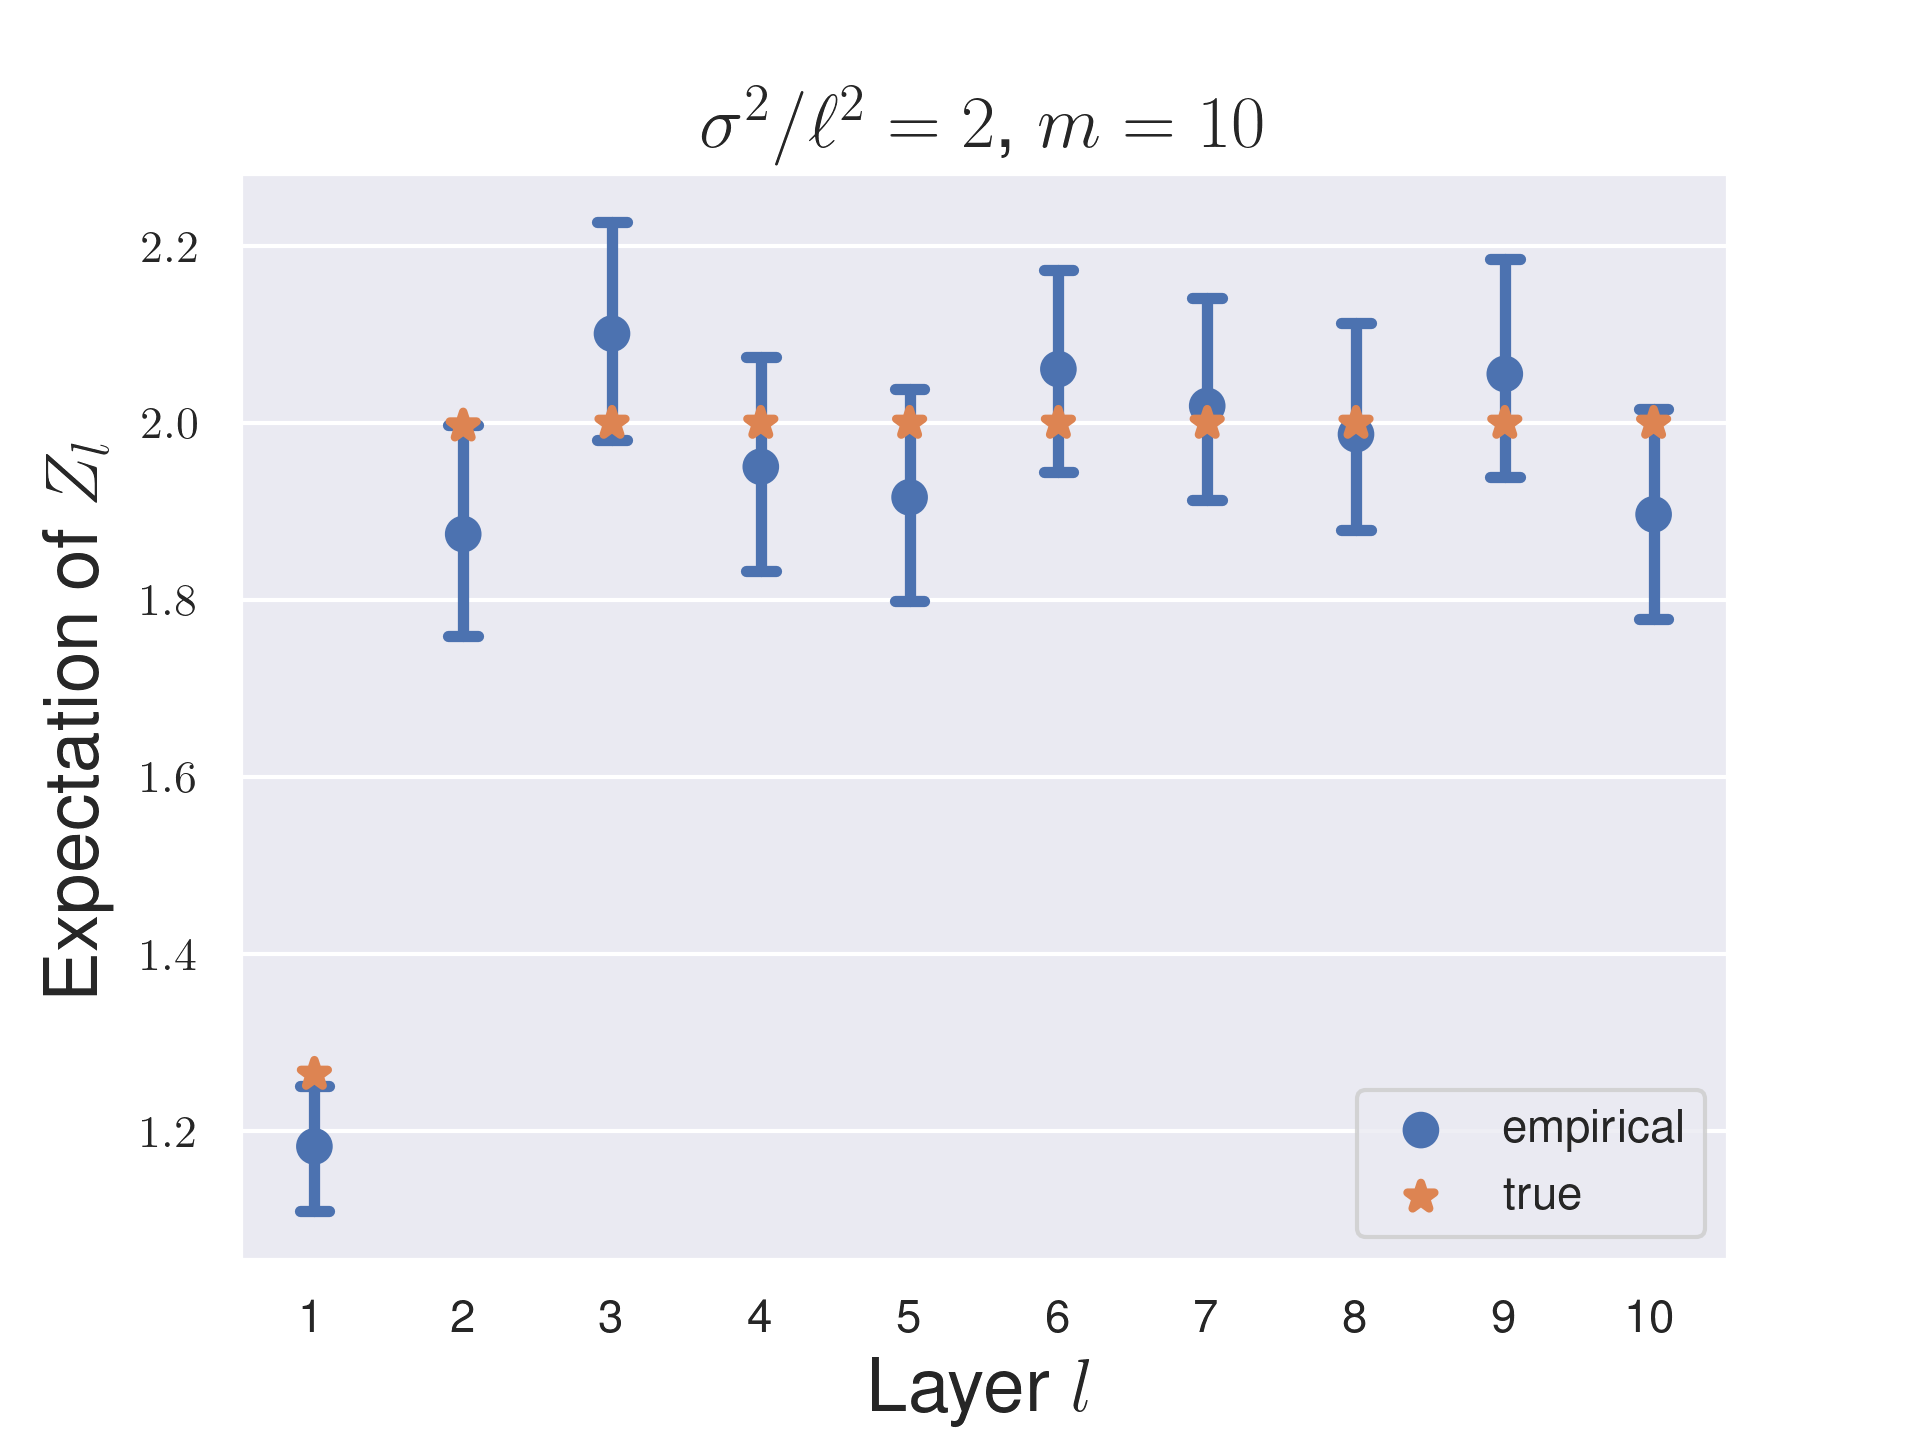 σ²/ℓ² = 2, m = 10
Expectation of Z_l
2.2
2.0
1.8
1.6
1.4
1.2
empirical
true
1 2 3 4 5 6 7 8 9 10
Layer l